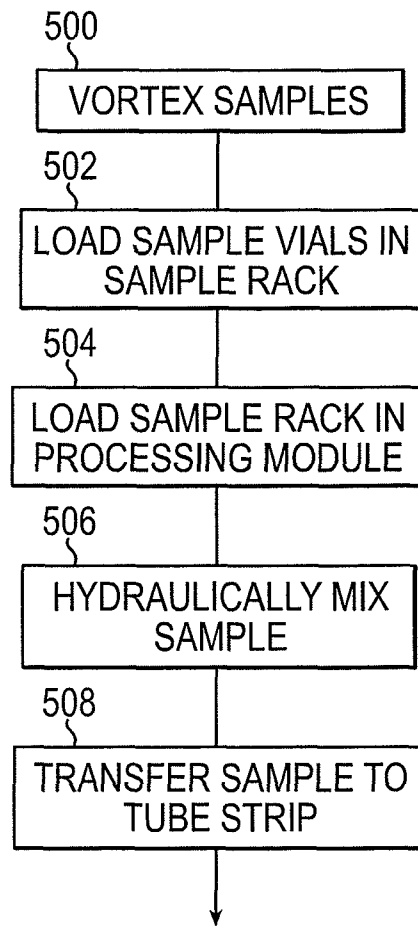 500
VORTEX SAMPLES
502
LOAD SAMPLE VIALS IN
SAMPLE RACK
504
LOAD SAMPLE RACK IN
PROCESSING MODULE
506
HYDRAULICALLY MIX
SAMPLE
508
TRANSFER SAMPLE TO
TUBE STRIP